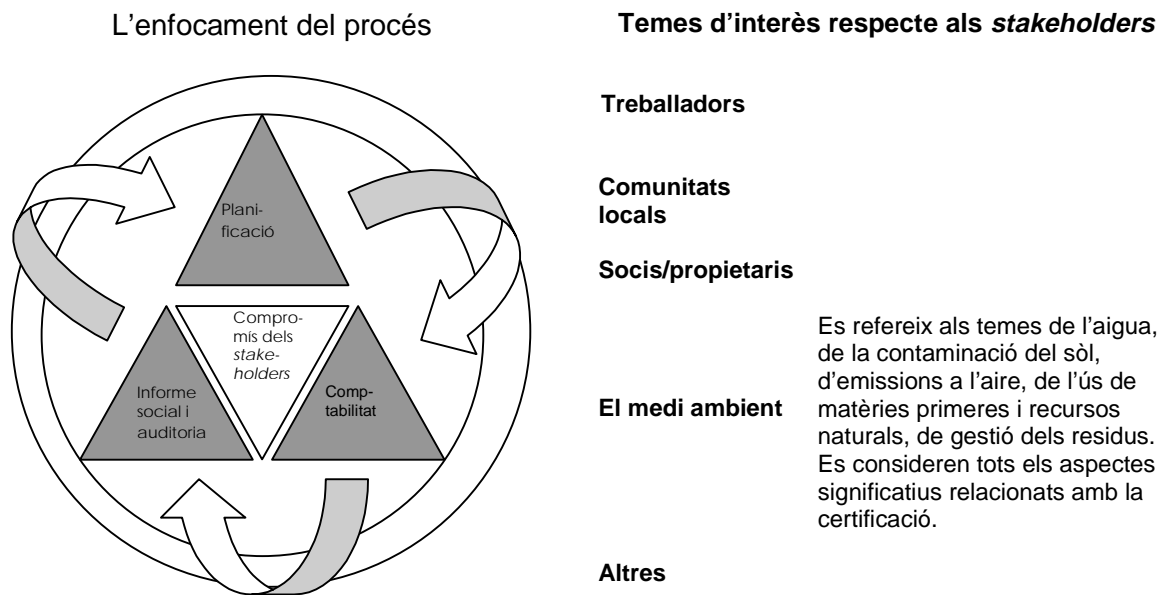 L'enfocament del procés
Plani-
ficació
Compro-
mís dels
stake-
holders
Informe
social i
auditoria
Comp-
tabilitat
Temes d'interès respecte als stakeholders
Treballadors
Comunitats
locals
Socis/propietaris
El medi ambient
Es refereix als temes de l'aigua,
de la contaminació del sòl,
d'emissions a l'aire, de l'ús de
matèries primeres i recursos
naturals, de gestió dels residus.
Es consideren tots els aspectes
significatius relacionats amb la
certificació.
Altres